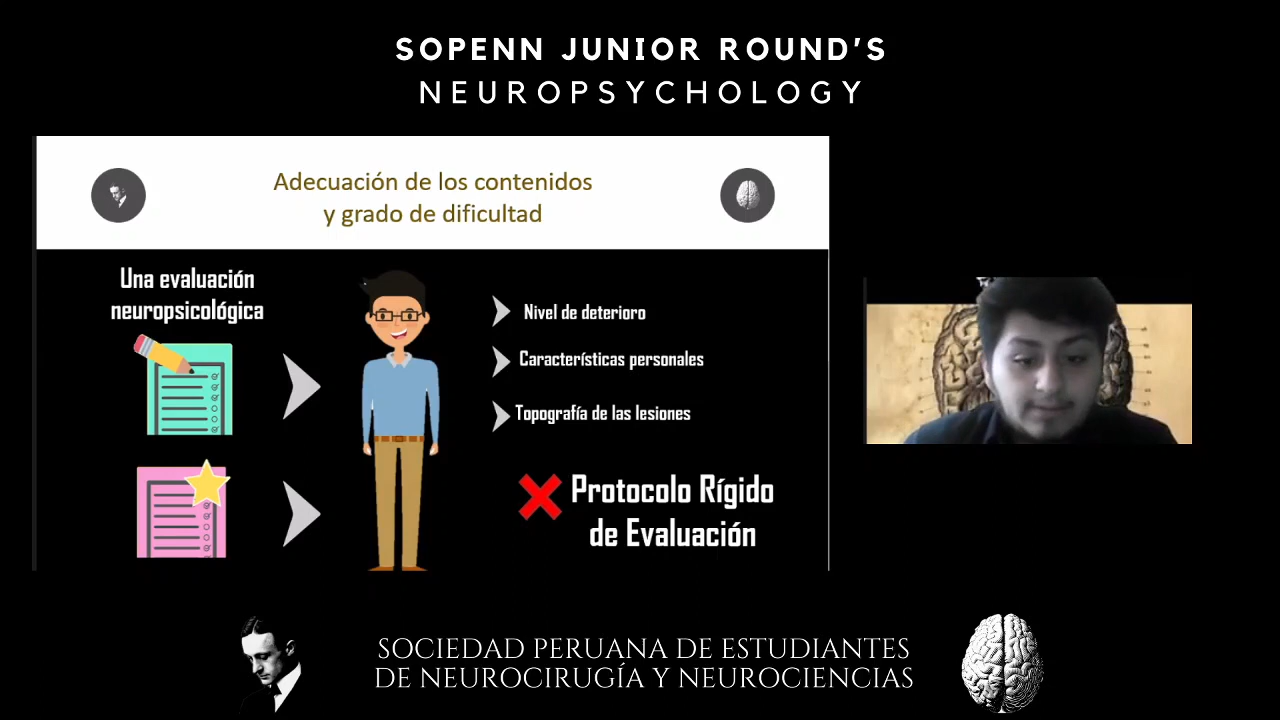 SOPENN JUNIOR ROUND'S
NEUROPSYCHOLOGY
Adecuación de los contenidos
y grado de dificultad
Una evaluación
neuropsicológica
Nivel de deterioro
Características personales
Topografía de las lesiones
Protocolo Rígido
de Evaluación
SOCIEDAD PERUANA DE ESTUDIANTES
DE NEUROCIRUGÍA Y NEUROCIENCIAS